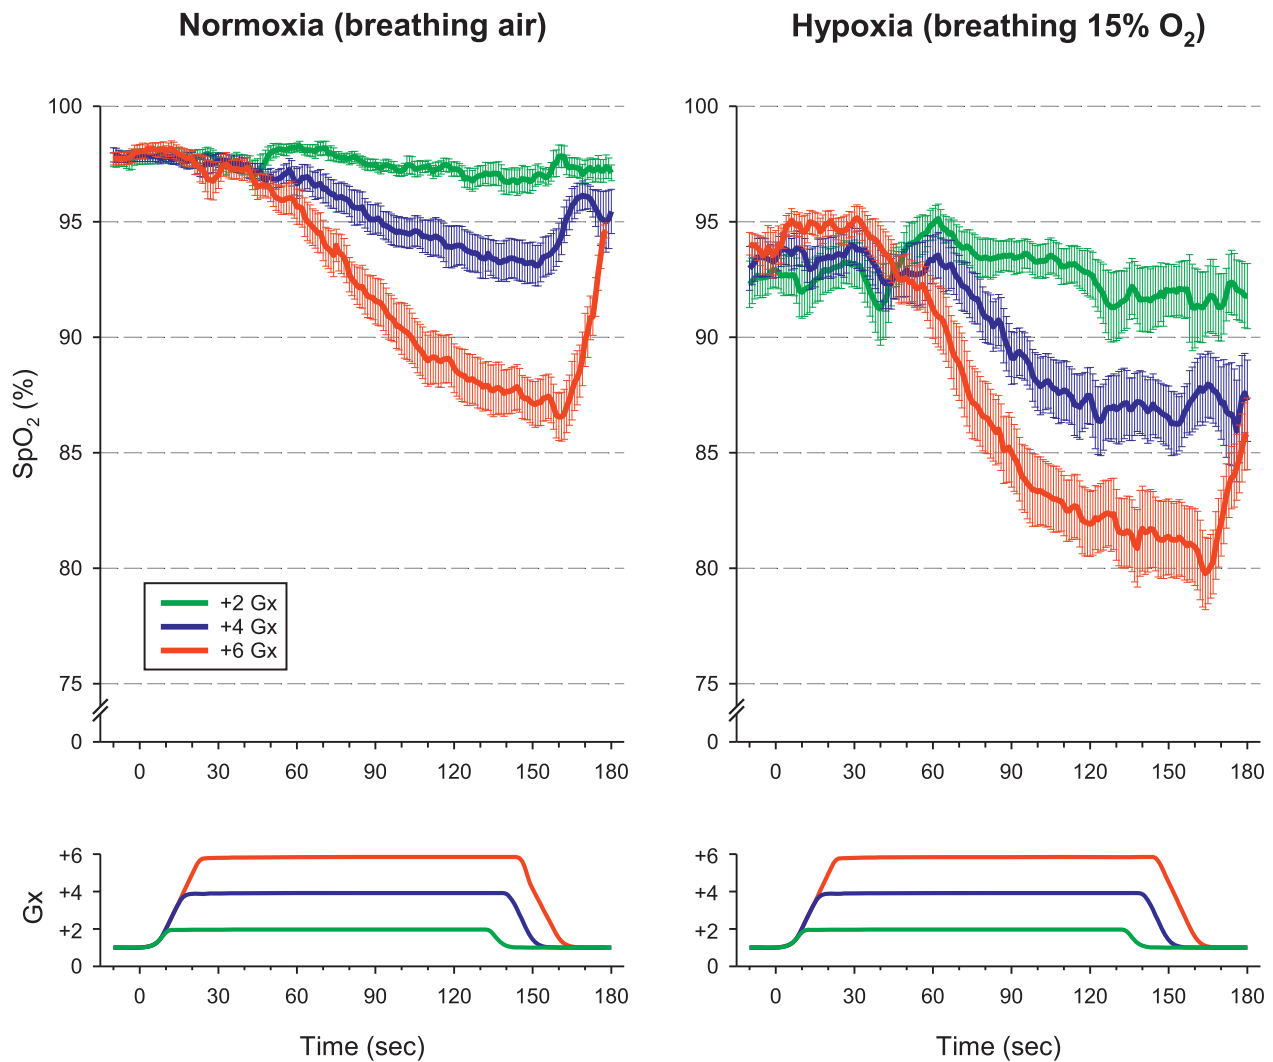 Normoxia (breathing air)
Hypoxia (breathing 15% O₂)
SpO₂ (%)
100
95
90
85
80
75
0
0 30 60 90 120 150 180
+2 Gx
+4 Gx
+6 Gx
100
95
90
85
80
75
0
0 30 60 90 120 150 180
Gx
+6
+4
+2
0
0 30 60 90 120 150 180
Time (sec)
+6
+4
+2
0
0 30 60 90 120 150 180
Time (sec)